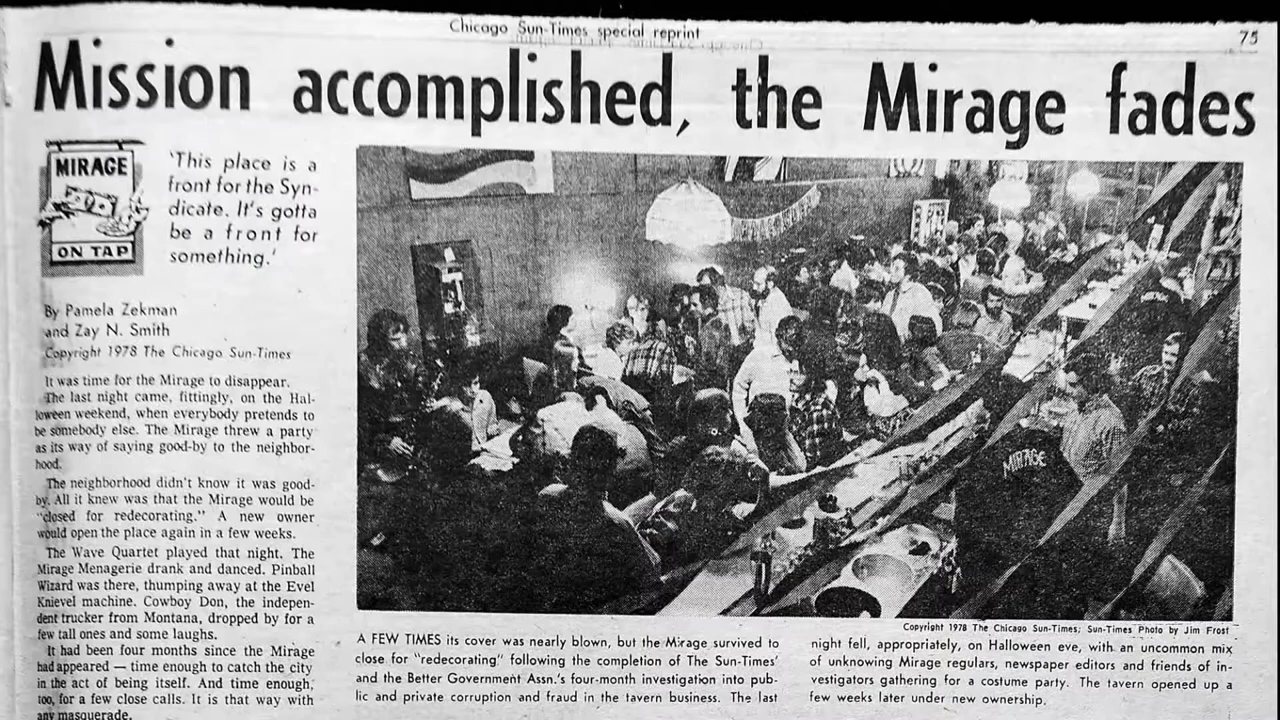 Chicago Sun-Times special reprint
75
Mission accomplished, the Mirage fades
MIRAGE
ON TAP
'This place is a
front for the Syn-
dicate. It's gotta
be a front for
something.'
By Pamela Zekman
and Zay N. Smith
Copyright 1978 The Chicago Sun-Times
It was time for the Mirage to disappear.
The last night came, fittingly, on the Hal-
loween weekend, when everybody pretends to
be somebody else. The Mirage threw a party
as its way of saying good-by to the neighbor-
hood.
The neighborhood didn't know it was good-
by. All it knew was that the Mirage would be
"closed for redecorating." A new owner
would open the place again in a few weeks.
The Wave Quartet played that night. The
Mirage Menagerie drank and danced. Pinball
Wizard was there, thumping away at the Evel
Knievel machine. Cowboy Don, the indepen-
dent trucker from Montana, dropped by for a
few tall ones and some laughs.
It had been four months since the Mirage
had appeared — time enough to catch the city
in the act of being itself. And time enough,
too, for a few close calls. It is that way with
any masquerade.
MIRAGE
Copyright 1978 The Chicago Sun-Times; Sun-Times Photo by Jim Frost
A FEW TIMES its cover was nearly blown, but the Mirage survived to
close for "redecorating" following the completion of The Sun-Times'
and the Better Government Assn.'s four-month investigation into pub-
lic and private corruption and fraud in the tavern business. The last
night fell, appropriately, on Halloween eve, with an uncommon mix
of unknowing Mirage regulars, newspaper editors and friends of in-
vestigators gathering for a costume party. The tavern opened up a
few weeks later under new ownership.